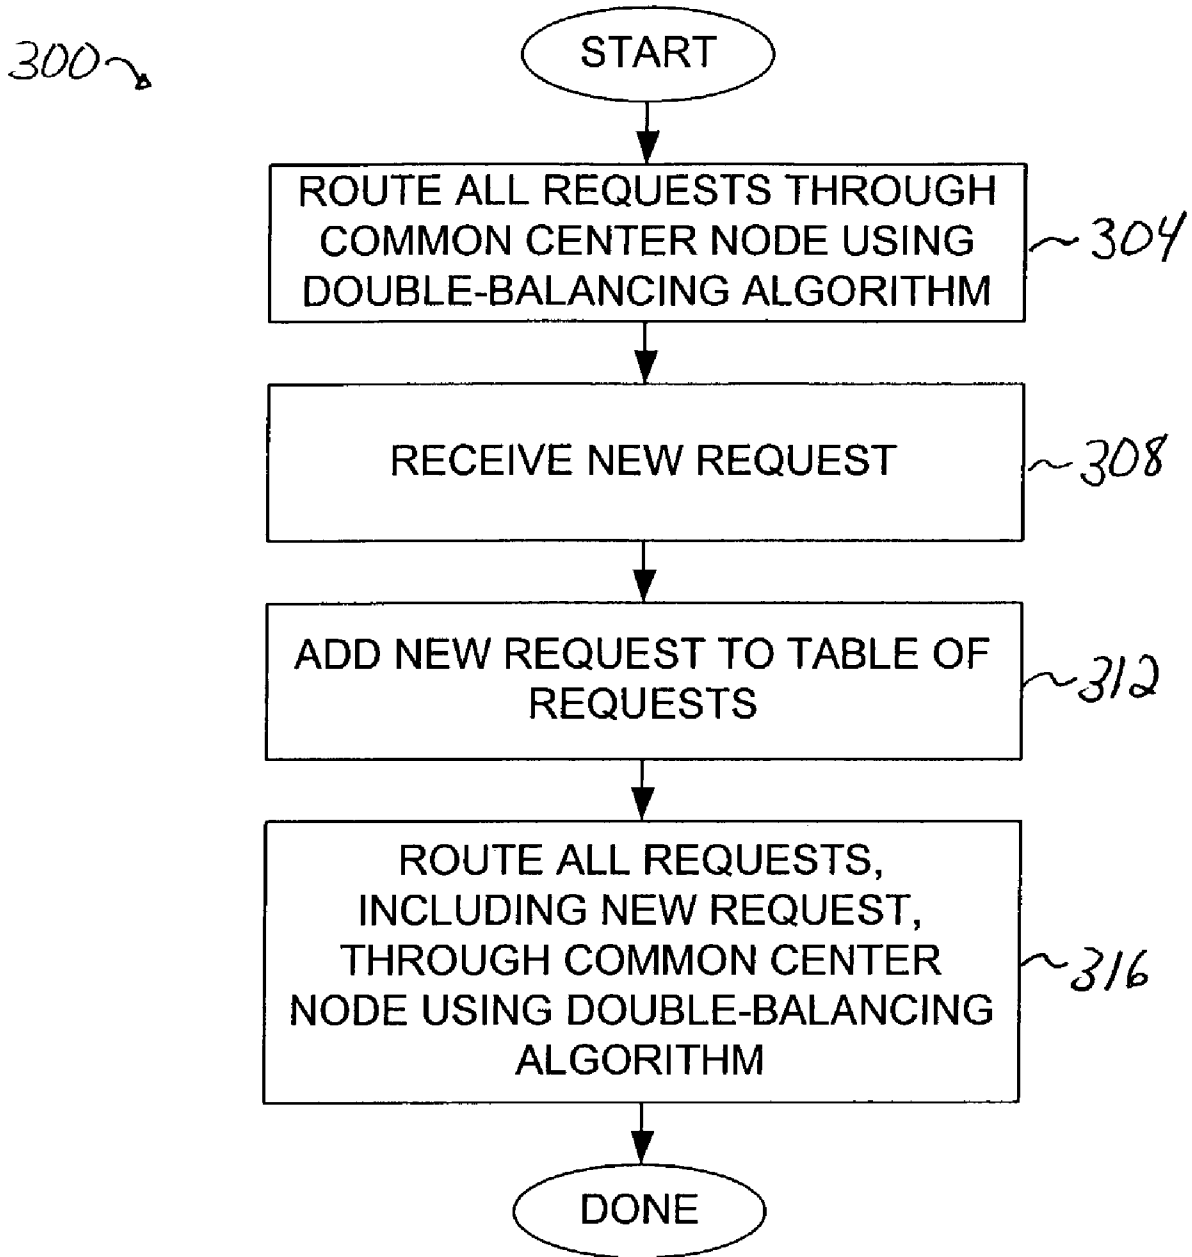 300
START
ROUTE ALL REQUESTS THROUGH
COMMON CENTER NODE USING
DOUBLE-BALANCING ALGORITHM
304
RECEIVE NEW REQUEST
308
ADD NEW REQUEST TO TABLE OF
REQUESTS
312
ROUTE ALL REQUESTS,
INCLUDING NEW REQUEST,
THROUGH COMMON CENTER
NODE USING DOUBLE-BALANCING
ALGORITHM
316
DONE